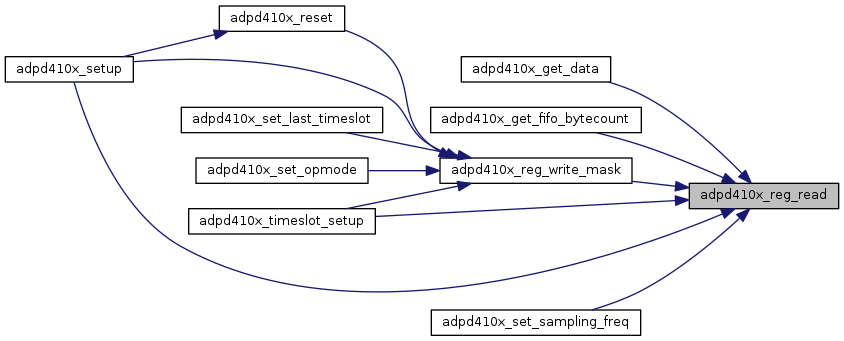 adpd410x_reset
adpd410x_setup
adpd410x_get_data
adpd410x_set_last_timeslot
adpd410x_get_fifo_bytecount
adpd410x_set_opmode
adpd410x_reg_write_mask
adpd410x_reg_read
adpd410x_timeslot_setup
adpd410x_set_sampling_freq